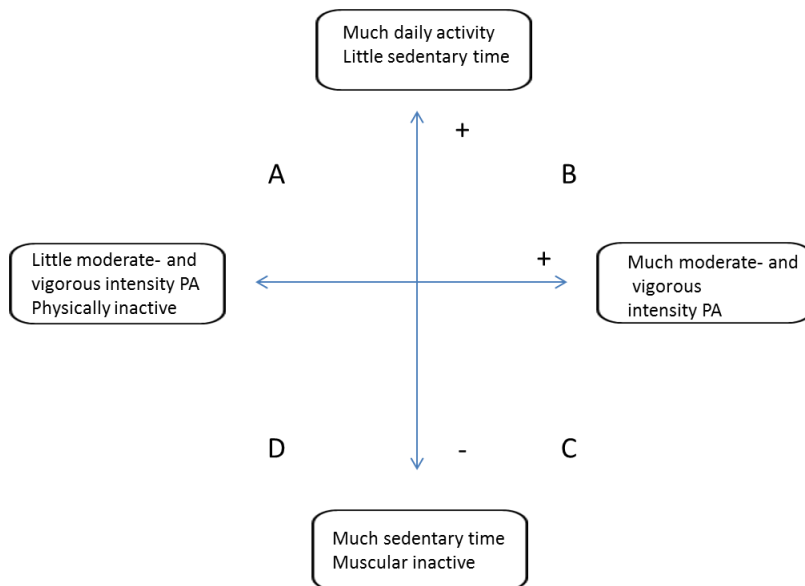 Much daily activity
Little sedentary time
+
A
B
Little moderate- and
vigorous intensity PA
Physically inactive
+
Much moderate- and
vigorous
intensity PA
D
-
C
Much sedentary time
Muscular inactive